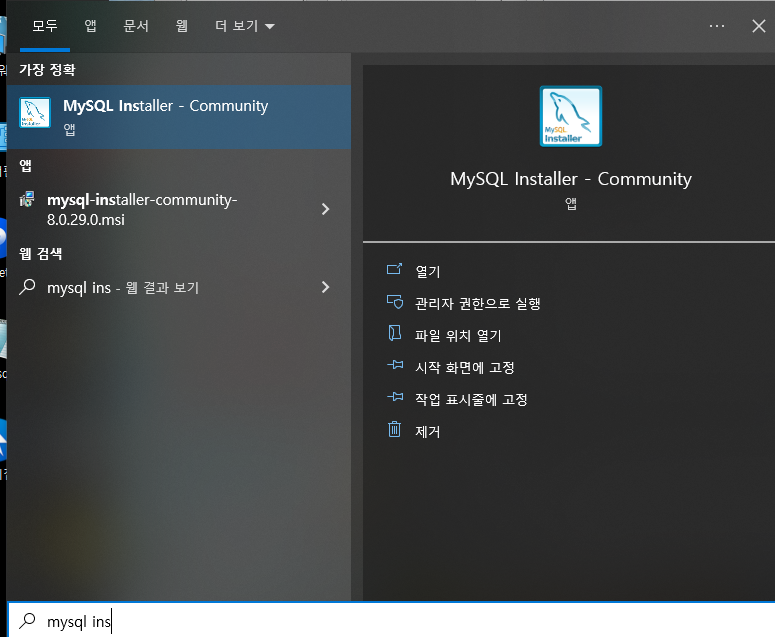 모두 앱 문서 웹 더 보기
가장 정확
MySQL Installer - Community
앱
앱
mysql-installer-community-
8.0.29.0.msi
웹 검색
mysql ins - 웹 결과 보기
MySQL
Installer
MySQL Installer - Community
앱
열기
관리자 권한으로 실행
파일 위치 열기
시작 화면에 고정
작업 표시줄에 고정
제거
mysql ins